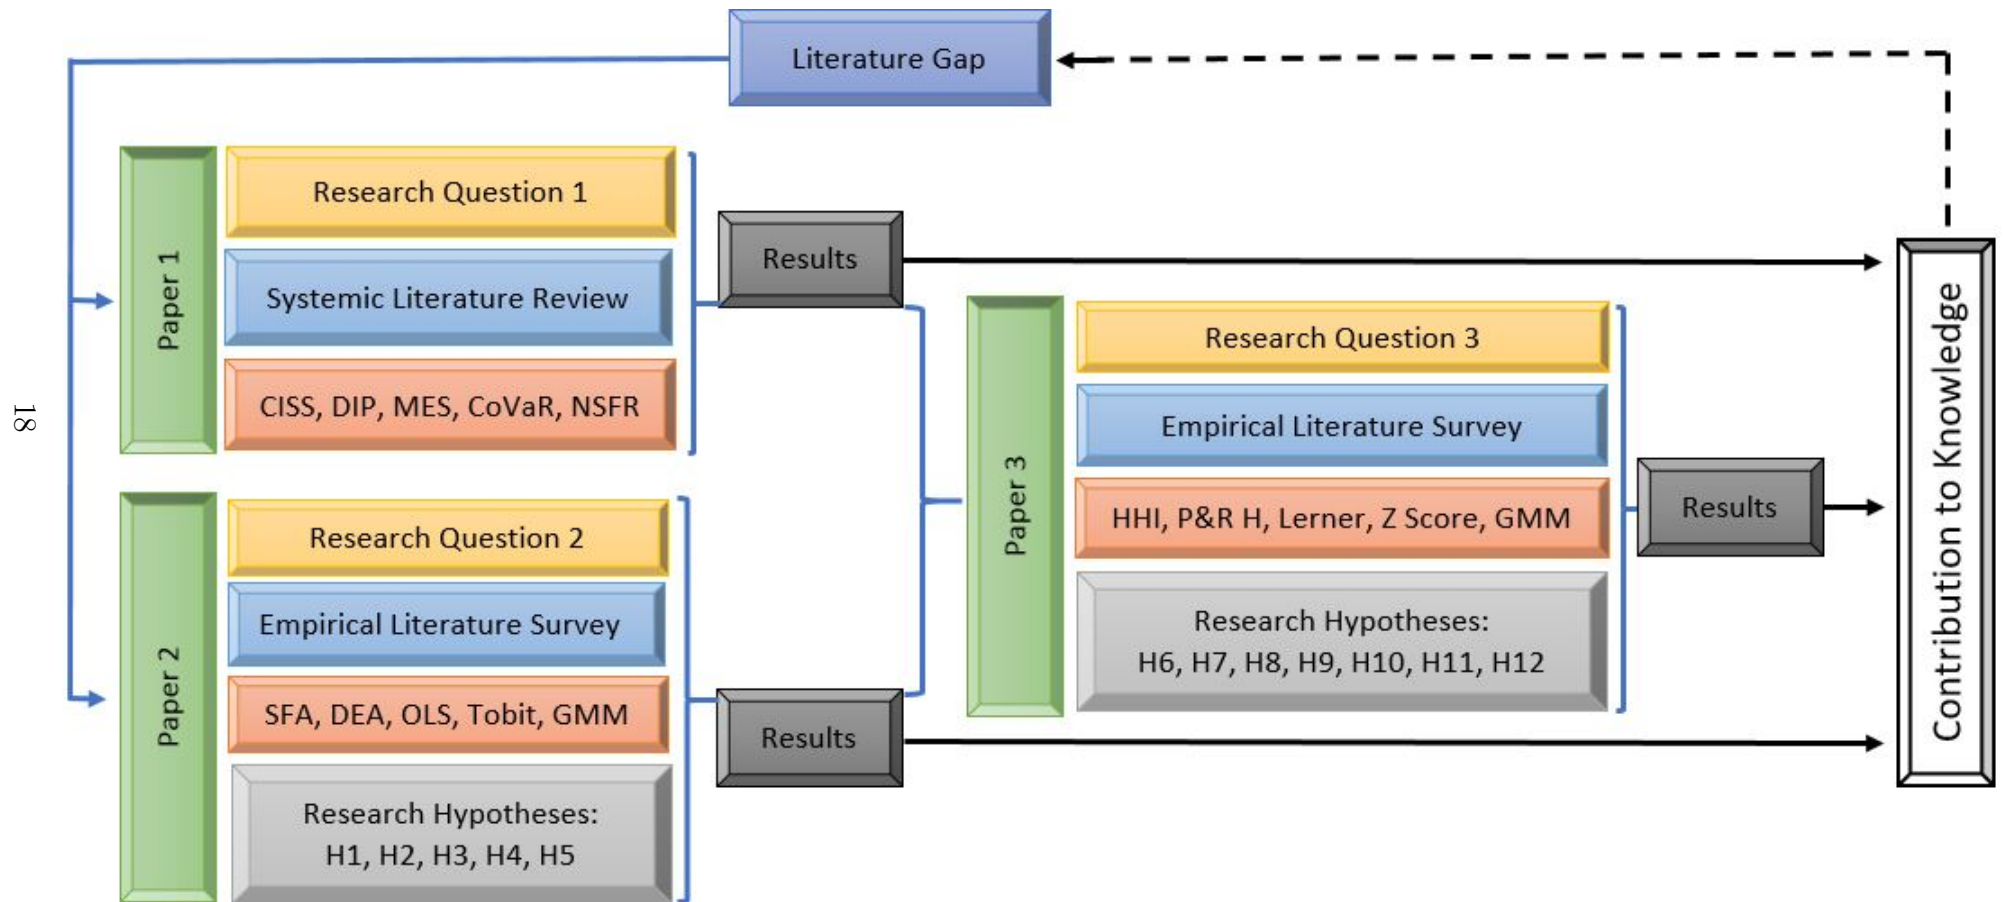 Literature Gap
Paper 1
Research Question 1
Systemic Literature Review
CISS, DIP, MES, CoVaR, NSFR
Results
Paper 2
Research Question 2
Empirical Literature Survey
SFA, DEA, OLS, Tobit, GMM
Research Hypotheses:
H1, H2, H3, H4, H5
Results
Paper 3
Research Question 3
Empirical Literature Survey
HHI, P&R H, Lerner, Z Score, GMM
Research Hypotheses:
H6, H7, H8, H9, H10, H11, H12
Results
Contribution to Knowledge
18